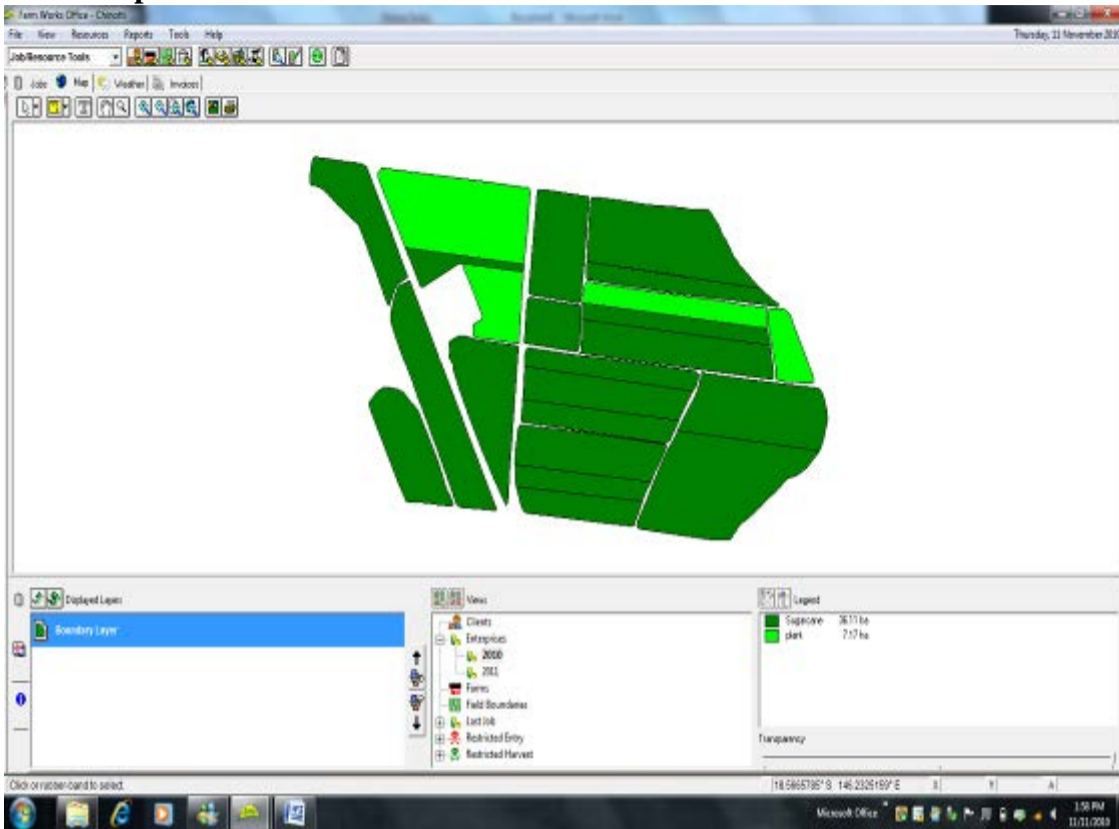 Farm Works Office - Chinotti
File View Resources Reports Tools Help
Thursday, 11 November 201
Job/Resource Tools
Jobs Map Weather Invoices
Displayed Layers
Boundary Layer
Views
Clients
Enterprises
2010
2011
Farms
Field Boundaries
Last Job
Restricted Entry
Restricted Harvest
Legend
Sugarcane 36.11 ha
plant 7.17 ha
Transparency
Click or rubber-band to select.
146.2325159° E
Microsoft Office
1:58 PM
11/11/2010